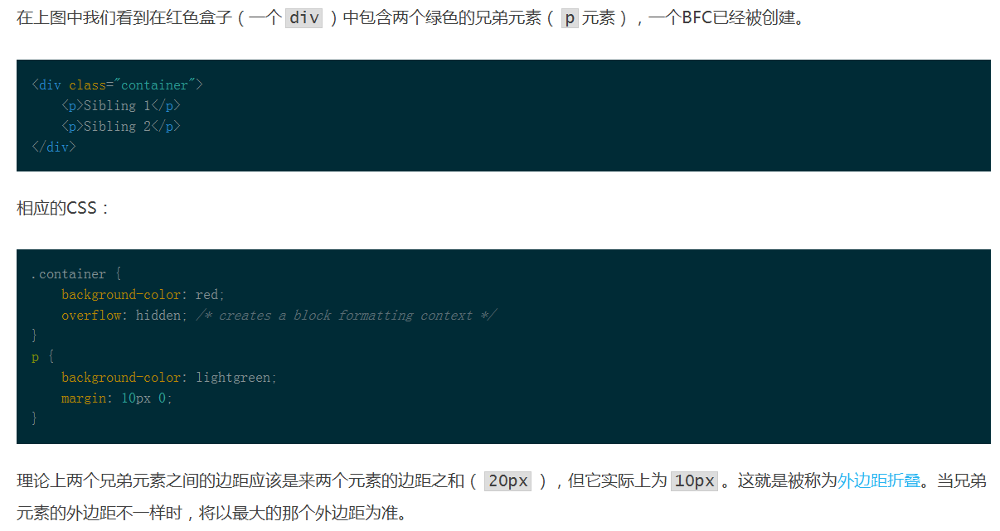 在上图中我们看到在红色盒子（一个 div ）中包含两个绿色的兄弟元素（ p 元素），一个BFC已经被创建。
<div class="container">
    <p>Sibling 1</p>
    <p>Sibling 2</p>
</div>
相应的CSS：
.container {
    background-color: red;
    overflow: hidden; /* creates a block formatting context */
}
p {
    background-color: lightgreen;
    margin: 10px 0;
}
理论上两个兄弟元素之间的边距应该是来两个元素的边距之和（ 20px ），但它实际上为 10px 。这就是被称为外边距折叠。当兄弟
元素的外边距不一样时，将以最大的那个外边距为准。